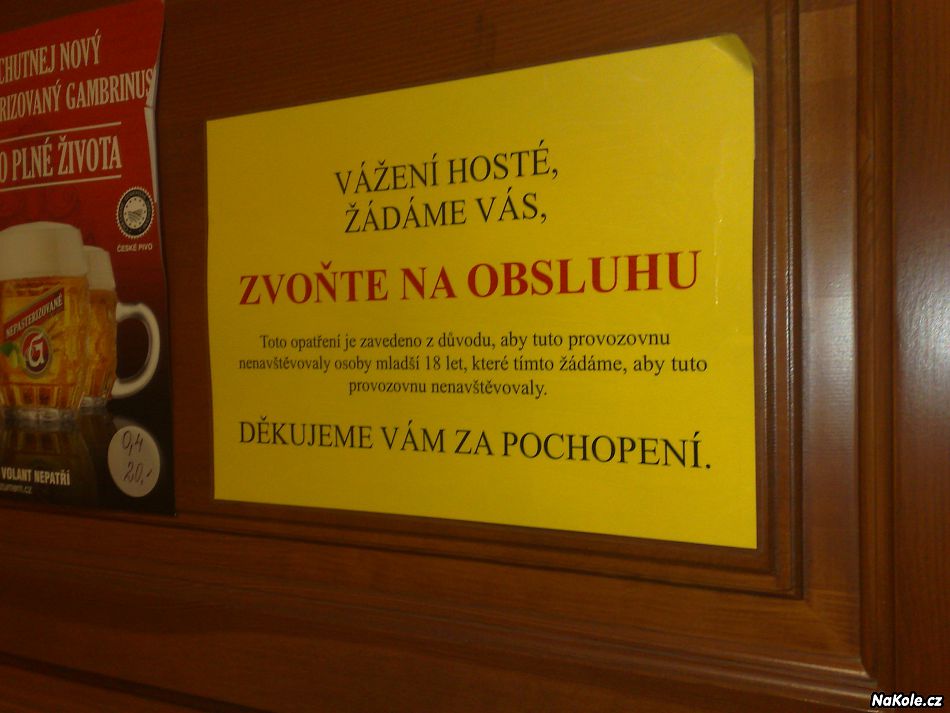 CHUTNEJ NOVÝ
RIZOVANÝ GAMBRINUS
O PLNÉ ŽIVOTA
ČESKÉ PIVO
NEPASTERIZOVANÉ
G
0,4
20,-
VOLANT NEPATŘÍ
VÁŽENÍ HOSTÉ,
ŽÁDÁME VÁS,
ZVOŇTE NA OBSLUHU
Toto opatření je zavedeno z důvodu, aby tuto provozovnu
nenavštěvovaly osoby mladší 18 let, které tímto žádáme, aby tuto
provozovnu nenavštěvovaly.
DĚKUJEME VÁM ZA POCHOPENÍ.
NaKole.cz